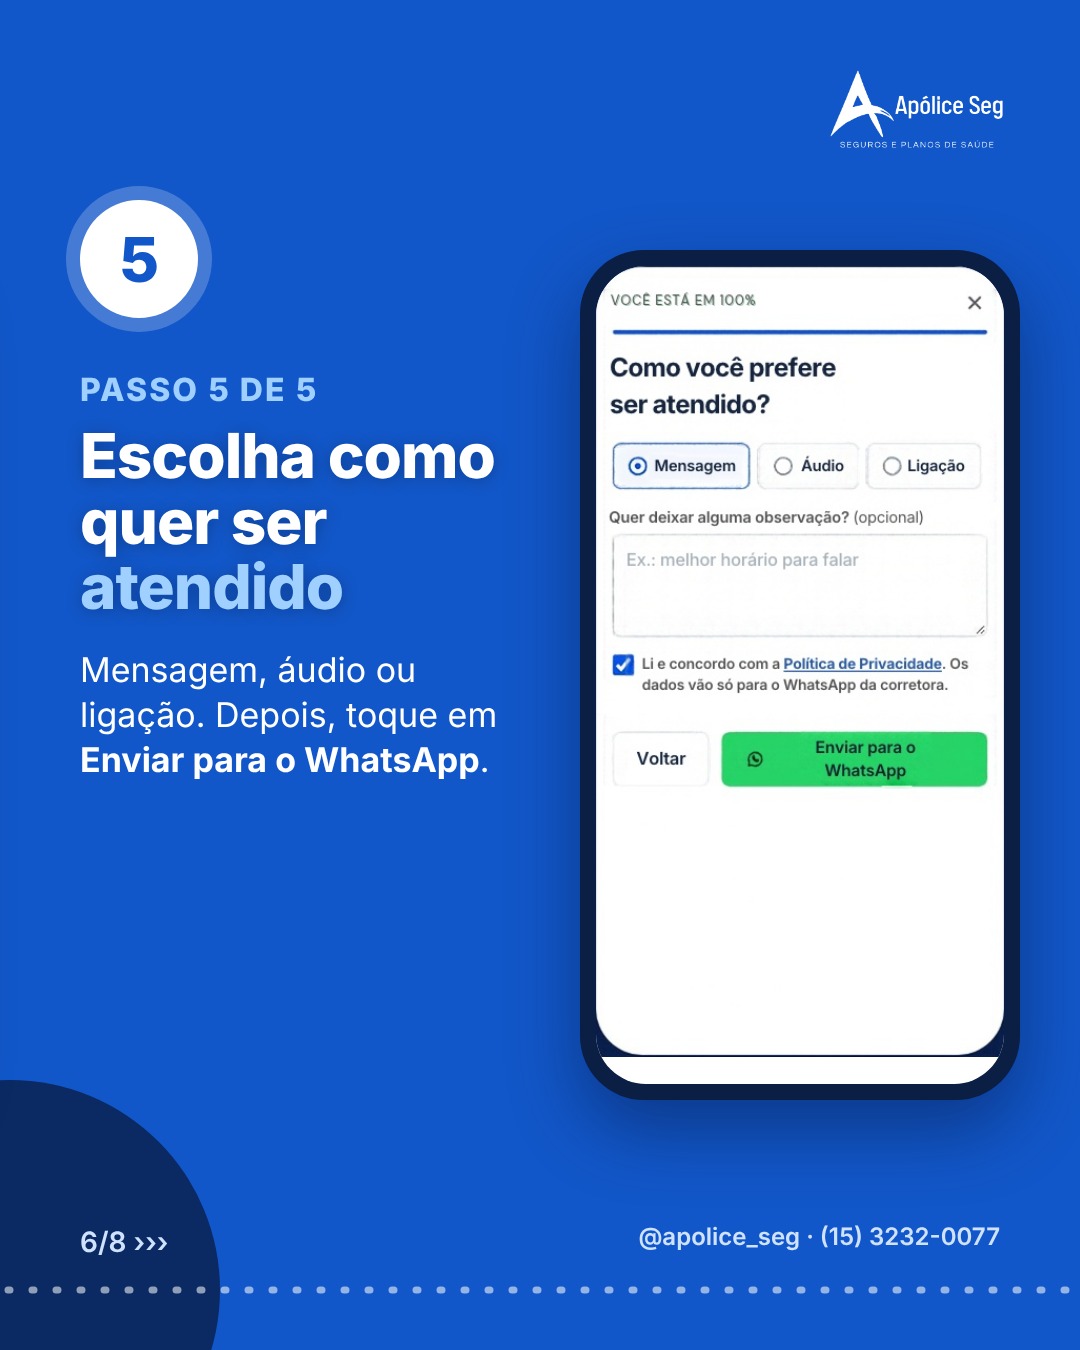 Apólice Seg
SEGUROS E PLANOS DE SAÚDE
5
PASSO 5 DE 5
Escolha como
quer ser
atendido
Mensagem, áudio ou
ligação. Depois, toque em
Enviar para o WhatsApp.
VOCÊ ESTÁ EM 100%
Como você prefere
ser atendido?
Mensagem Áudio Ligação
Quer deixar alguma observação? (opcional)
Ex.: melhor horário para falar
Li e concordo com a Política de Privacidade. Os
dados vão só para o WhatsApp da corretora.
Voltar
Enviar para o
WhatsApp
6/8 ›››
@apolice_seg · (15) 3232-0077